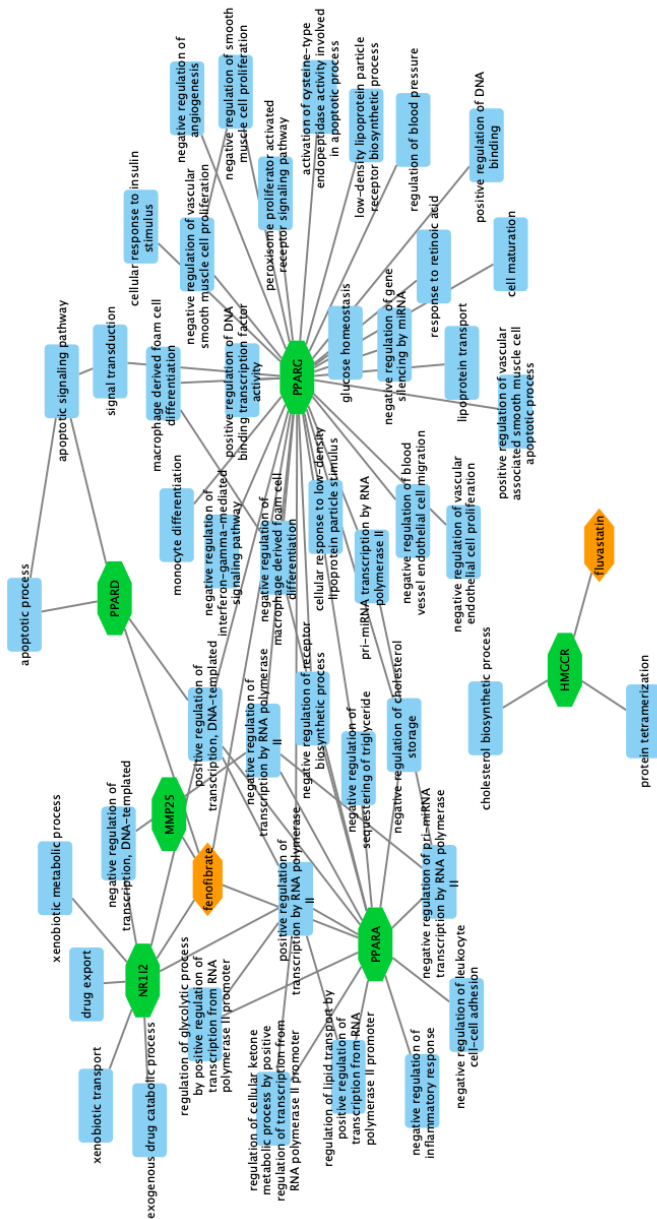 apoptotic process
apoptotic signaling pathway
signal transduction
cellular response to insulin
stimulus
negative regulation of
angiogenesis
negative regulation of smooth
muscle cell proliferation
macrophage derived foam cell
differentiation
negative regulation of vascular
smooth muscle cell proliferation
peroxisome proliferator activated
receptor signaling pathway
activation of cysteine-type
endopeptidase activity involved
in apoptotic process
low-density lipoprotein particle
receptor biosynthetic process
regulation of blood pressure
positive regulation of DNA
binding
positive regulation of DNA
binding transcription factor
activity
PPARG
glucose homeostasis
negative regulation of gene
silencing by miRNA
response to retinoic acid
cell maturation
lipoprotein transport
positive regulation of vascular
associated smooth muscle cell
apoptotic process
PPARD
monocyte differentiation
negative regulation of
interferon-gamma-mediated
signaling pathway
negative regulation of
macrophage derived foam cell
differentiation
cellular response to low-density
lipoprotein particle stimulus
pri-miRNA transcription by RNA
polymerase II
negative regulation of blood
vessel endothelial cell migration
negative regulation of vascular
endothelial cell proliferation
fluvastatin
HMGCR
cholesterol biosynthetic process
protein tetramerization
xenobiotic metabolic process
negative regulation of
transcription, DNA-templated
MMP25
positive regulation of
transcription, DNA-templated
negative regulation of
transcription by RNA polymerase
II
negative regulation of receptor
biosynthetic process
negative regulation of
sequestering of triglyceride
negative regulation of cholesterol
storage
fenofibrate
drug export
NR1I2
xenobiotic transport
exogenous drug catabolic process
regulation of glycolytic process
by positive regulation of
transcription from RNA
polymerase II promoter
positive regulation of
transcription by RNA polymerase
II
PPARA
negative regulation of pri-miRNA
transcription by RNA polymerase
II
regulation of cellular ketone
metabolic process by positive
regulation of transcription from
RNA polymerase II promoter
regulation of lipid transport by
positive regulation of
transcription from RNA
polymerase II promoter
negative regulation of
inflammatory response
negative regulation of leukocyte
cell-cell adhesion